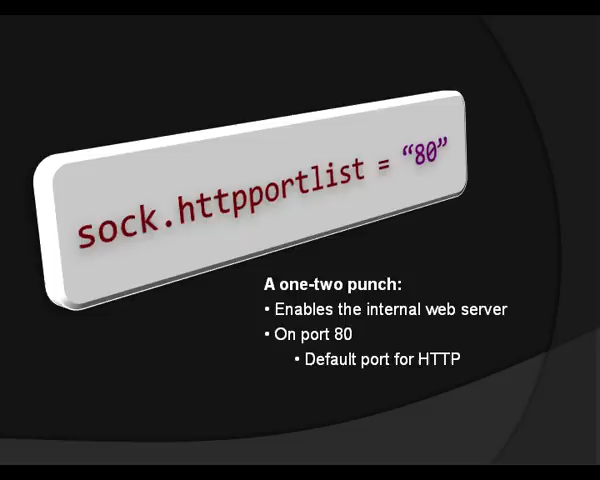 sock.httpportlist = “80”
A one-two punch:
• Enables the internal web server
• On port 80
• Default port for HTTP